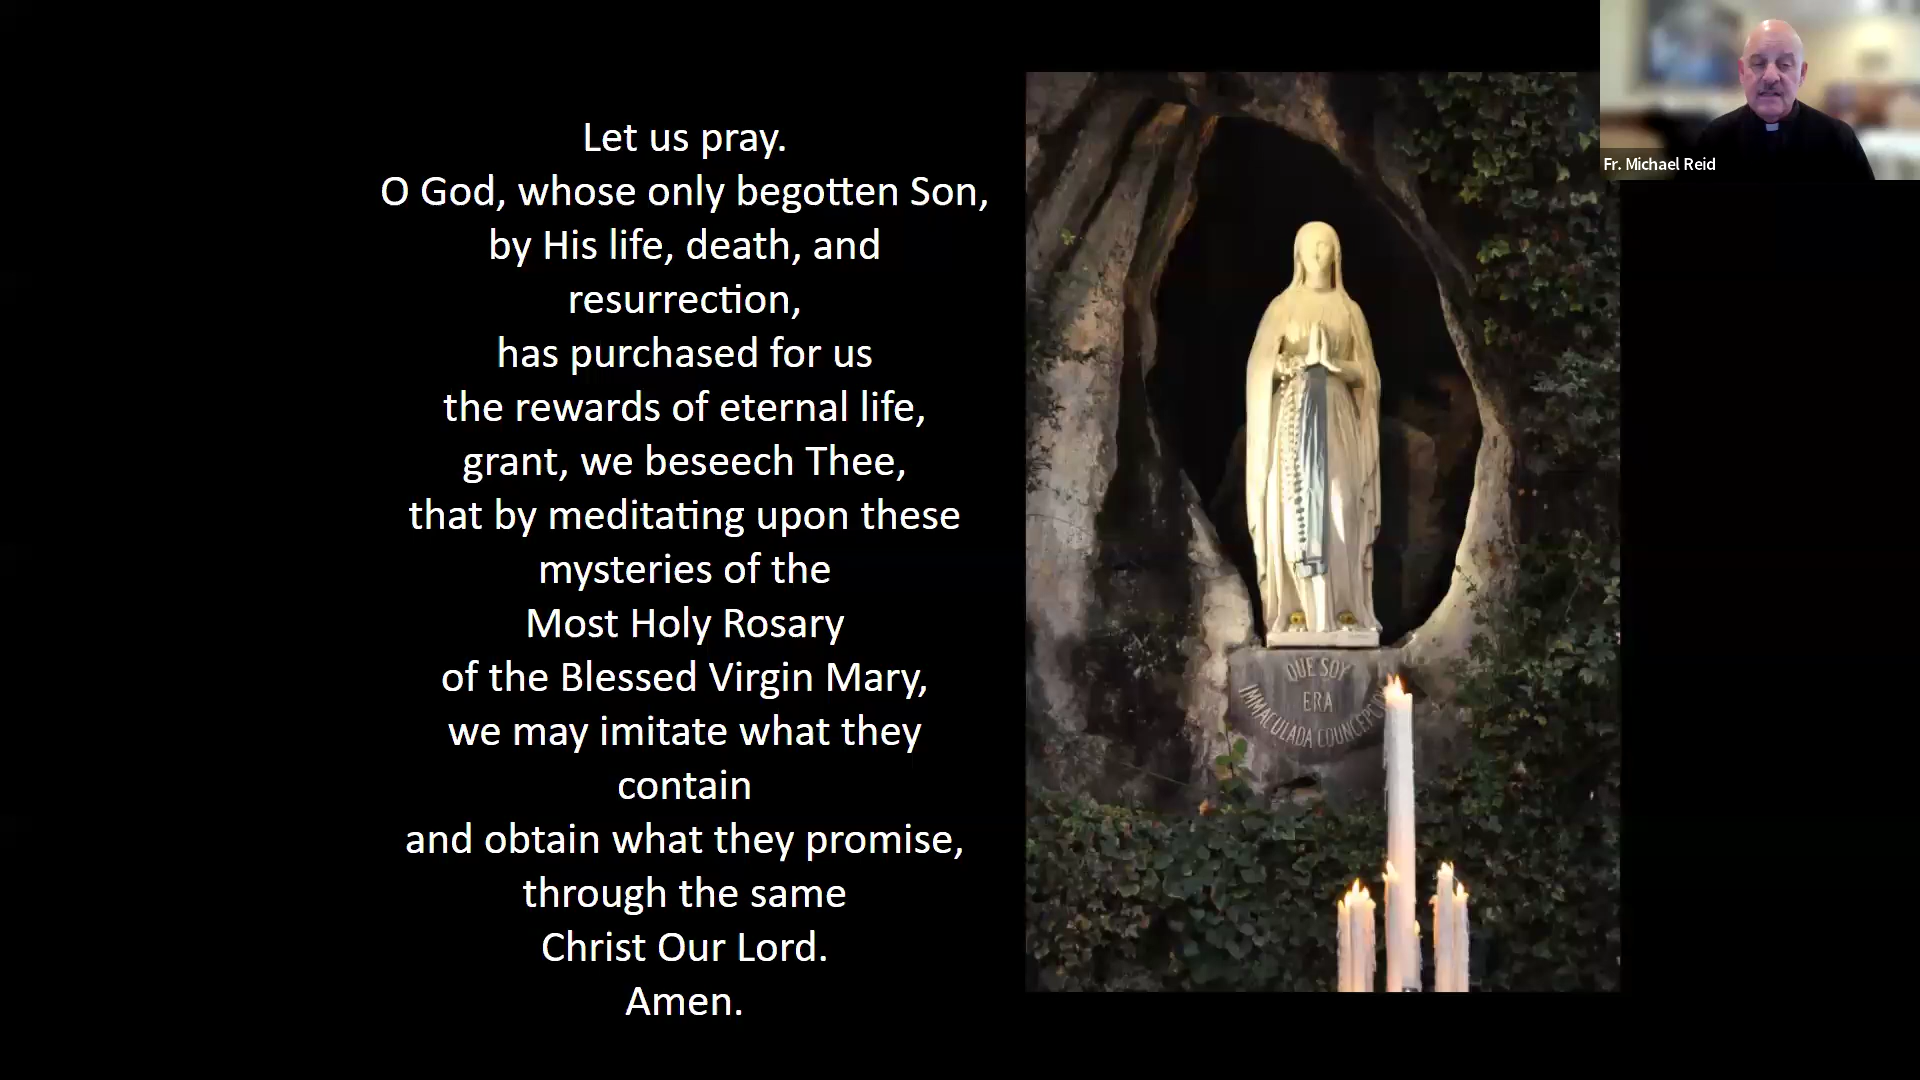 Let us pray.
O God, whose only begotten Son,
by His life, death, and
resurrection,
has purchased for us
the rewards of eternal life,
grant, we beseech Thee,
that by meditating upon these
mysteries of the
Most Holy Rosary
of the Blessed Virgin Mary,
we may imitate what they
contain
and obtain what they promise,
through the same
Christ Our Lord.
Amen.
QUE SOY
ERA
IMMACULADA COUNCEPCIOU
Fr. Michael Reid